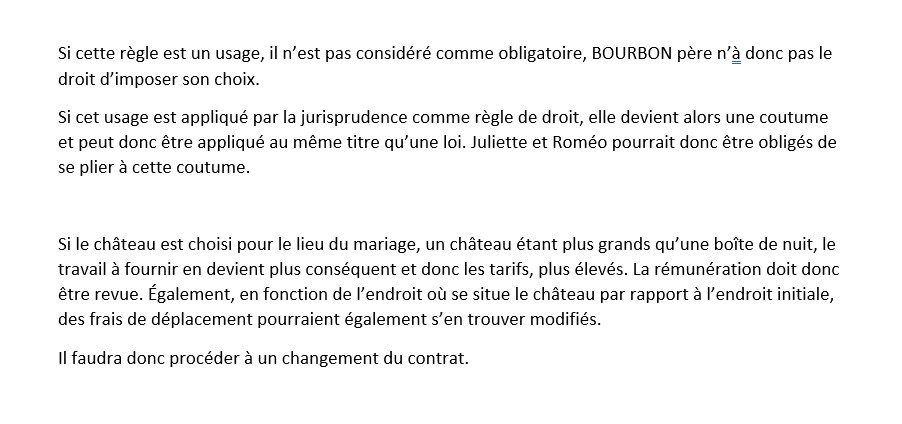 Si cette règle est un usage, il n’est pas considéré comme obligatoire, BOURBON père n’à donc pas le
droit d’imposer son choix.
Si cet usage est appliqué par la jurisprudence comme règle de droit, elle devient alors une coutume
et peut donc être appliqué au même titre qu’une loi. Juliette et Roméo pourrait donc être obligés de
se plier à cette coutume.
Si le château est choisi pour le lieu du mariage, un château étant plus grands qu’une boîte de nuit, le
travail à fournir en devient plus conséquent et donc les tarifs, plus élevés. La rémunération doit donc
être revue. Également, en fonction de l’endroit où se situe le château par rapport à l’endroit initiale,
des frais de déplacement pourraient également s’en trouver modifiés.
Il faudra donc procéder à un changement du contrat.